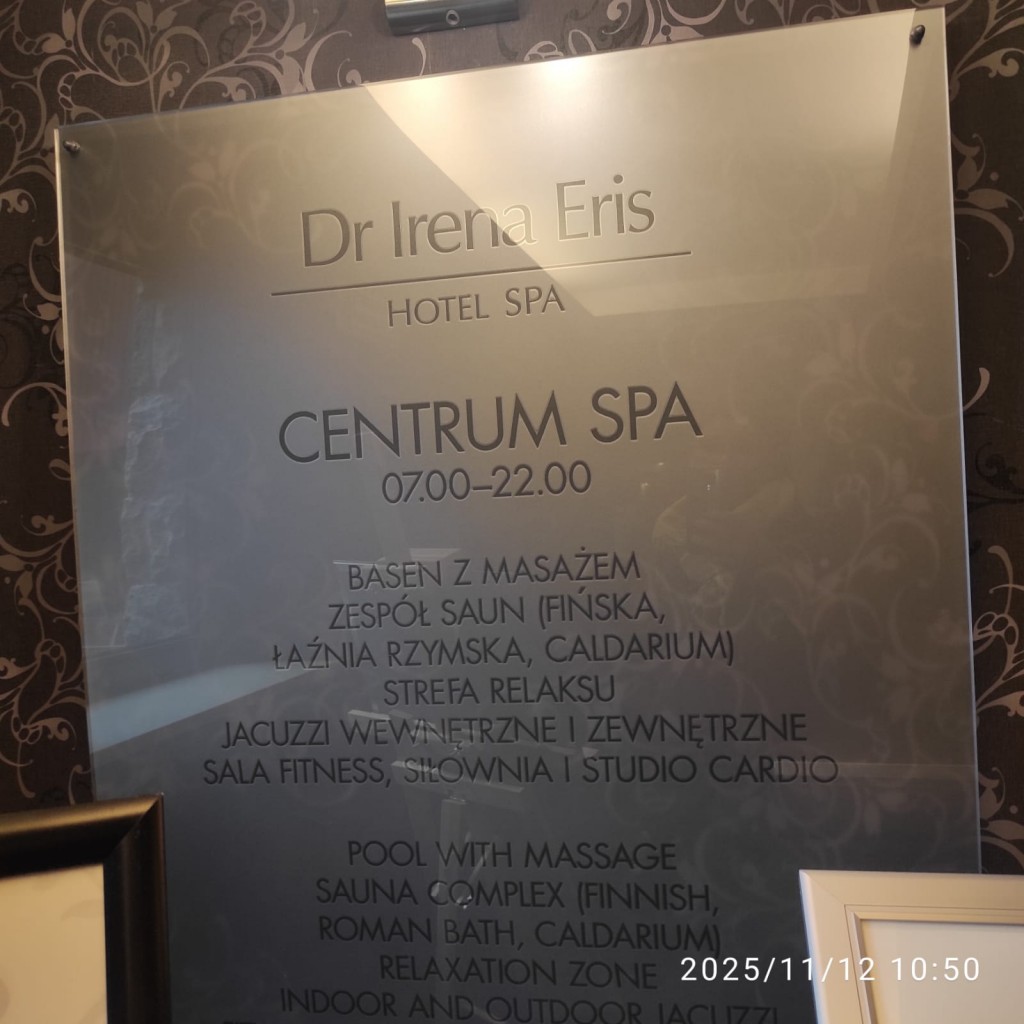 Dr Irena Eris
HOTEL SPA
CENTRUM SPA
07.00–22.00
BASEN Z MASAŻEM
ZESPÓŁ SAUN (FIŃSKA,
ŁAŹNIA RZYMSKA, CALDARIUM)
STREFA RELAKSU
JACUZZI WEWNĘTRZNE I ZEWNĘTRZNE
SALA FITNESS, SIŁOWNIA I STUDIO CARDIO
POOL WITH MASSAGE
SAUNA COMPLEX (FINNISH,
ROMAN BATH, CALDARIUM)
RELAXATION ZONE
INDOOR AND OUTDOOR JACUZZI
2025/11/12 10:50